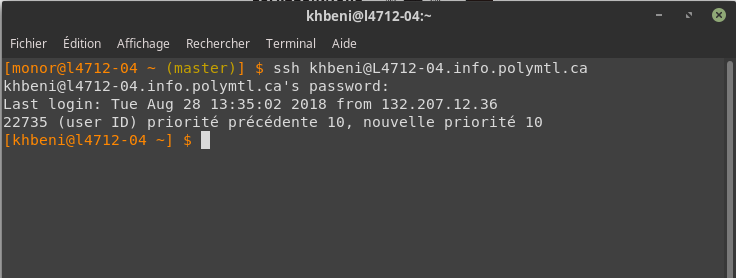 khbeni@l4712-04:~
Fichier Édition Affichage Rechercher Terminal Aide
[monor@l4712-04 ~ (master)] $ ssh khbeni@L4712-04.info.polymtl.ca
khbeni@l4712-04.info.polymtl.ca's password:
Last login: Tue Aug 28 13:35:02 2018 from 132.207.12.36
22735 (user ID) priorité précédente 10, nouvelle priorité 10
[khbeni@l4712-04 ~] $